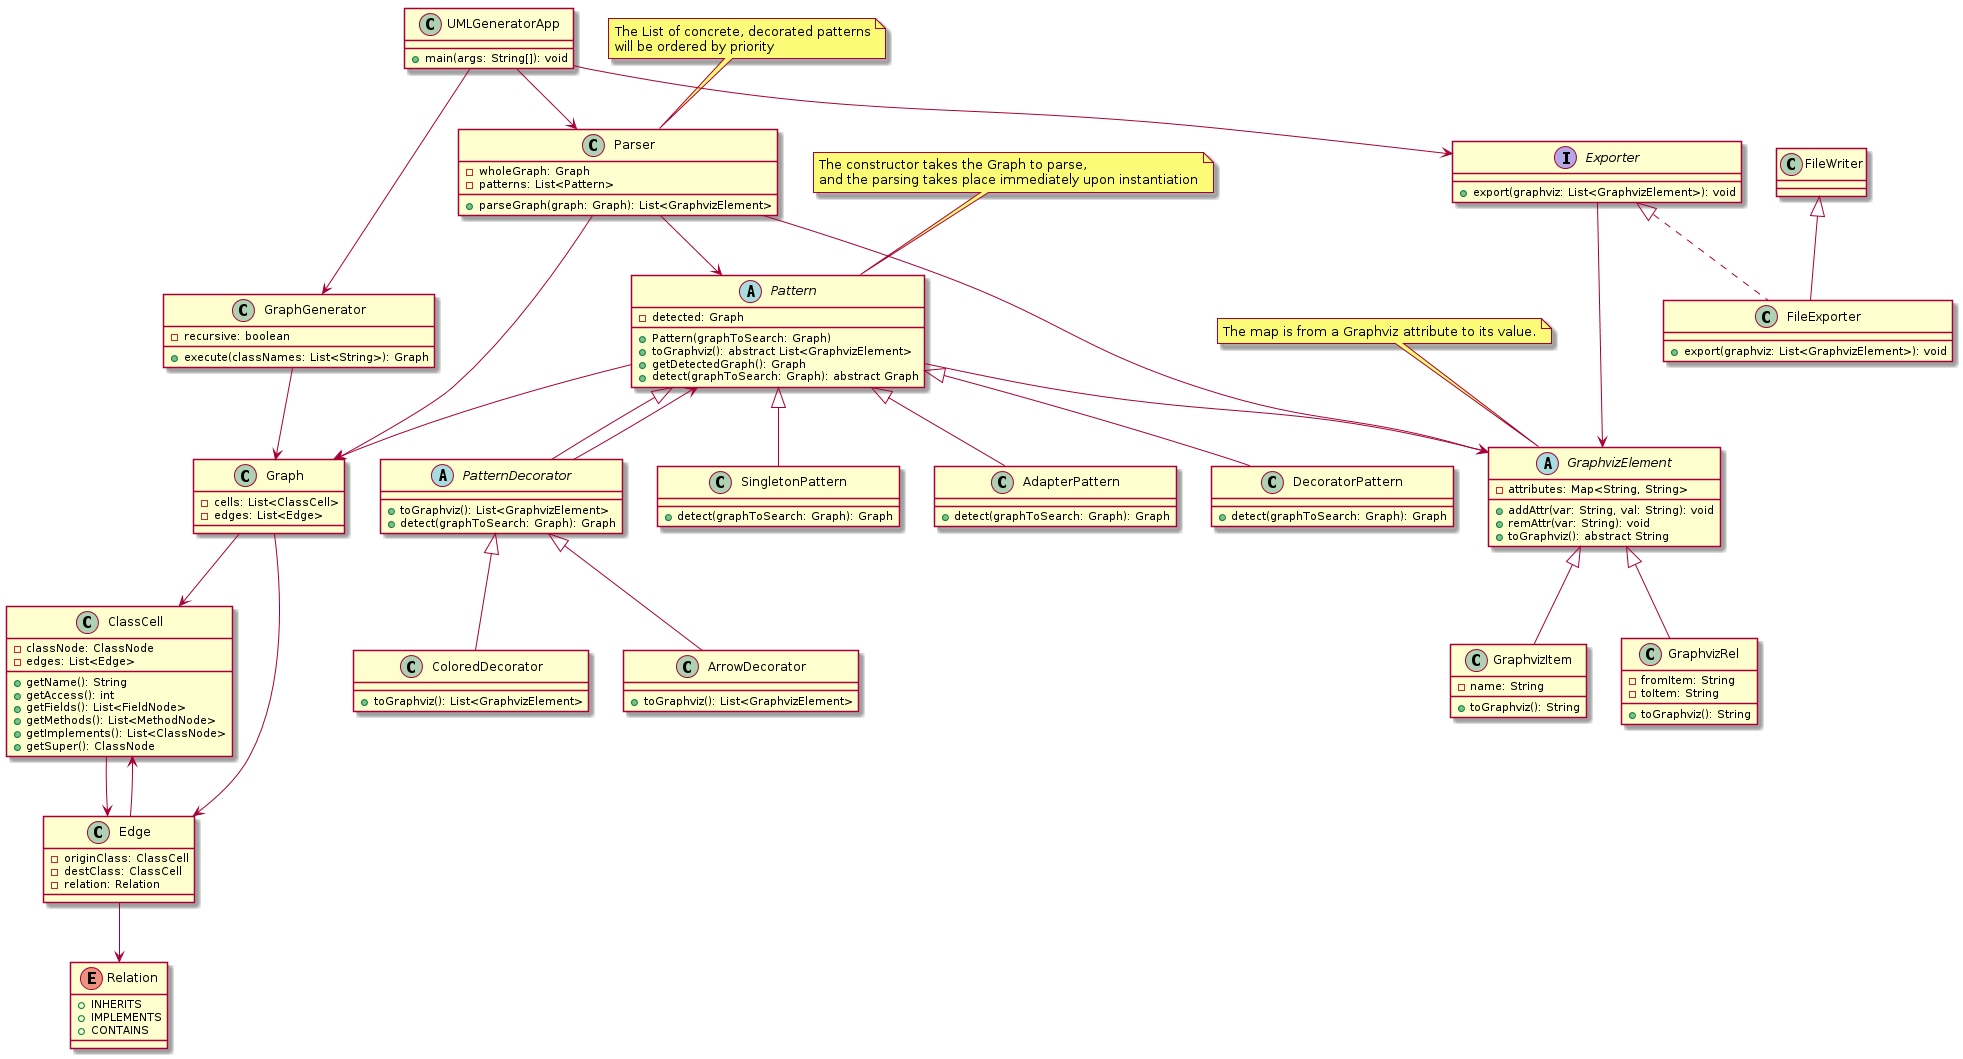 C UMLGeneratorApp
main(args: String[]): void
The List of concrete, decorated patterns
will be ordered by priority
C Parser
wholeGraph: Graph
patterns: List<Pattern>
parseGraph(graph: Graph): List<GraphvizElement>
The constructor takes the Graph to parse,
and the parsing takes place immediately upon instantiation
I Exporter
export(graphviz: List<GraphvizElement>): void
C FileWriter
C GraphGenerator
recursive: boolean
execute(classNames: List<String>): Graph
A Pattern
detected: Graph
Pattern(graphToSearch: Graph)
toGraphviz(): abstract List<GraphvizElement>
getDetectedGraph(): Graph
detect(graphToSearch: Graph): abstract Graph
The map is from a Graphviz attribute to its value.
C FileExporter
export(graphviz: List<GraphvizElement>): void
C Graph
cells: List<ClassCell>
edges: List<Edge>
A PatternDecorator
toGraphviz(): List<GraphvizElement>
detect(graphToSearch: Graph): Graph
C SingletonPattern
detect(graphToSearch: Graph): Graph
C AdapterPattern
detect(graphToSearch: Graph): Graph
C DecoratorPattern
detect(graphToSearch: Graph): Graph
A GraphvizElement
attributes: Map<String, String>
addAttr(var: String, val: String): void
remAttr(var: String): void
toGraphviz(): abstract String
C ClassCell
classNode: ClassNode
edges: List<Edge>
getName(): String
getAccess(): int
getFields(): List<FieldNode>
getMethods(): List<MethodNode>
getImplements(): List<ClassNode>
getSuper(): ClassNode
C ColoredDecorator
toGraphviz(): List<GraphvizElement>
C ArrowDecorator
toGraphviz(): List<GraphvizElement>
C GraphvizItem
name: String
toGraphviz(): String
C GraphvizRel
fromItem: String
toItem: String
toGraphviz(): String
C Edge
originClass: ClassCell
destClass: ClassCell
relation: Relation
E Relation
INHERITS
IMPLEMENTS
CONTAINS